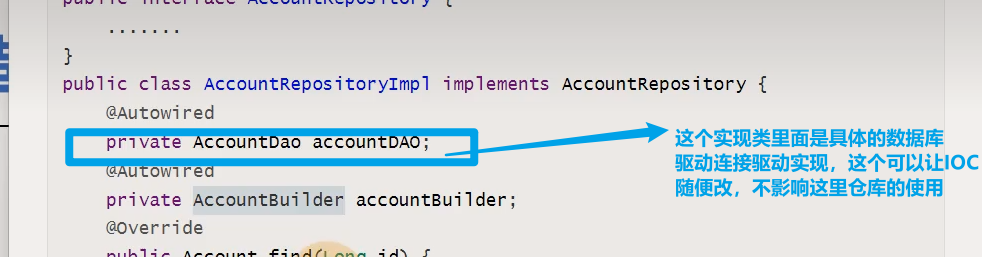 public interface AccountRepository {
.......
}
public class AccountRepositoryImpl implements AccountRepository {
@Autowired
private AccountDao accountDAO;
这个实现类里面是具体的数据库
驱动连接驱动实现，这个可以让IOC
随便改，不影响这里仓库的使用
@Autowired
private AccountBuilder accountBuilder;
@Override
public Account find(Long id) {